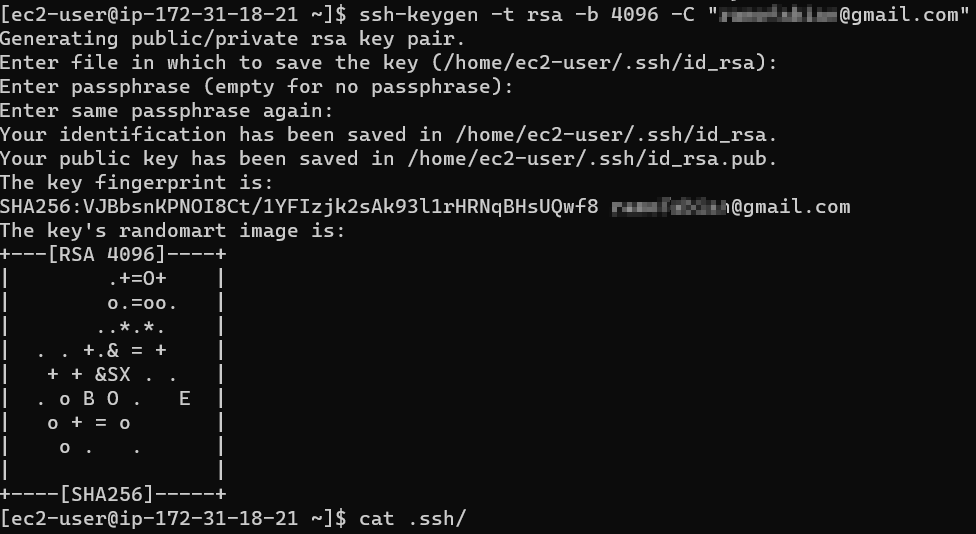 [ec2-user@ip-172-31-18-21 ~]$ ssh-keygen -t rsa -b 4096 -C "@gmail.com"
Generating public/private rsa key pair.
Enter file in which to save the key (/home/ec2-user/.ssh/id_rsa):
Enter passphrase (empty for no passphrase):
Enter same passphrase again:
Your identification has been saved in /home/ec2-user/.ssh/id_rsa.
Your public key has been saved in /home/ec2-user/.ssh/id_rsa.pub.
The key fingerprint is:
SHA256:VJBbsnKPNOI8Ct/1YFIzjk2sAk93l1rHRNqBHsUQwf8 @gmail.com
The key's randomart image is:
+---[RSA 4096]----+
|        .+=O+    |
|        o.=oo.   |
|       ..*.*.    |
|  . . +.& = +    |
|   + + &SX . .   |
|  . o B O .   E  |
|   o + = o       |
|    o .   .      |
|                 |
+----[SHA256]-----+
[ec2-user@ip-172-31-18-21 ~]$ cat .ssh/